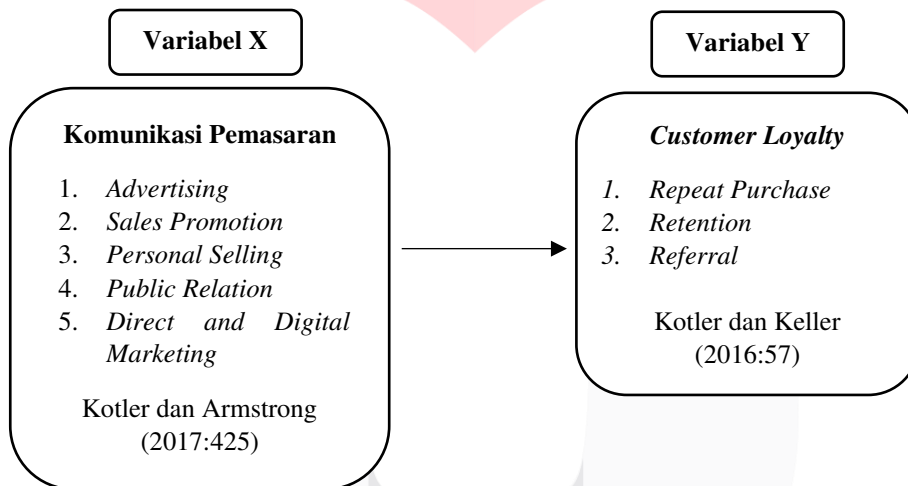 Variabel X
Komunikasi Pemasaran
1. Advertising
2. Sales Promotion
3. Personal Selling
4. Public Relation
5. Direct and Digital
Marketing
Kotler dan Armstrong
(2017:425)
Variabel Y
Customer Loyalty
1. Repeat Purchase
2. Retention
3. Referral
Kotler dan Keller
(2016:57)